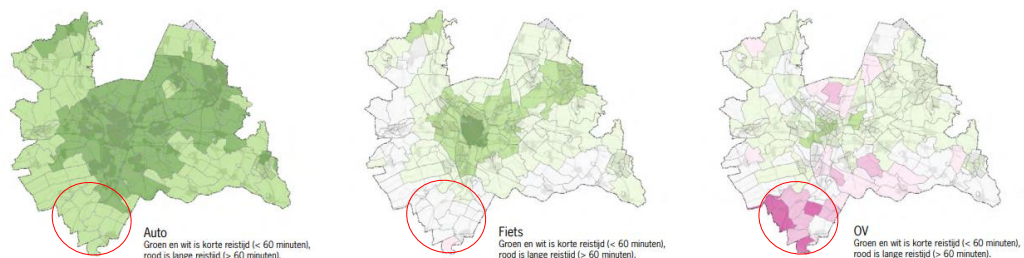 Auto
Groen en wit is korte reistijd (< 60 minuten),
rood is lange reistijd (> 60 minuten).
Fiets
Groen en wit is korte reistijd (< 60 minuten),
rood is lange reistijd (> 60 minuten).
OV
Groen en wit is korte reistijd (< 60 minuten),
rood is lange reistijd (> 60 minuten).